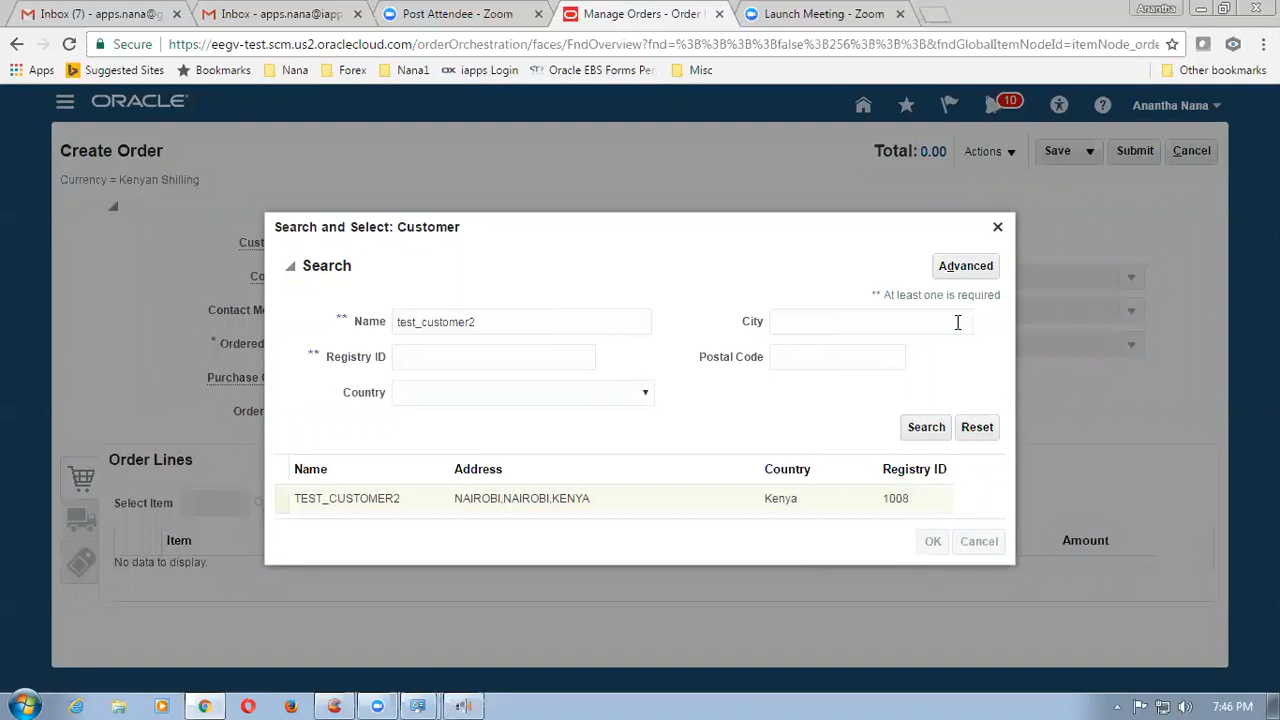 Inbox (7) - apps.nana@g
Inbox - apps.nana@iapp
Post Attendee - Zoom
Manage Orders - Order
Launch Meeting - Zoom
Anantha
Secure
https://eegv-test.scm.us2.oraclecloud.com/orderOrchestration/faces/FndOverview?fnd=%3B%3B%3B%3Bfalse%3B256%3B%3B%3B&fndGlobalItemNodeId=itemNode_orde
Apps
Suggested Sites
Bookmarks
Nana
Forex
Nana1
iapps Login
Oracle EBS Forms Per
Misc
Other bookmarks
ORACLE
10
Anantha Nana
Create Order
Total: 0.00
Actions
Save
Submit
Cancel
Currency = Kenyan Shilling
Search and Select: Customer
Search
Advanced
** At least one is required
** Name test_customer2
City
** Registry ID
Postal Code
Country
Search
Reset
Name Address Country Registry ID
TEST_CUSTOMER2 NAIROBI,NAIROBI,KENYA Kenya 1008
OK
Cancel
Cust
Co
Contact Me
* Ordered
Purchase O
Order
Order Lines
Select Item
Item
Amount
No data to display.
7:46 PM